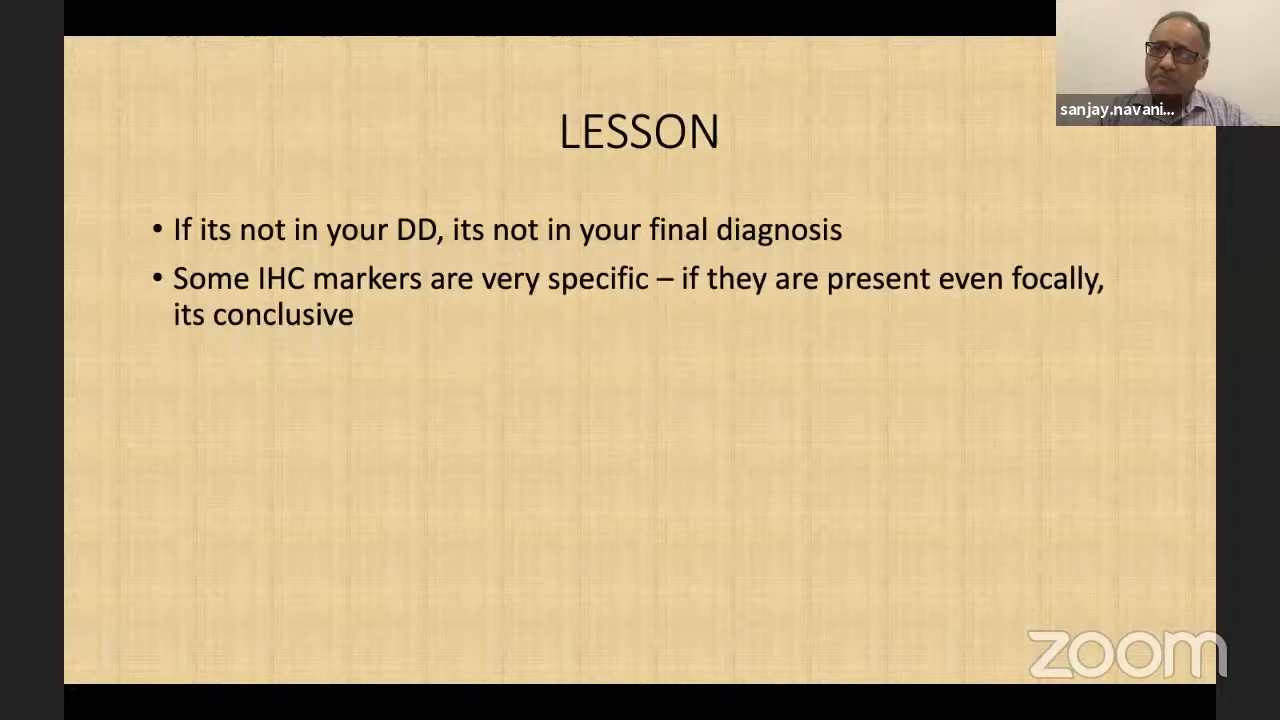 sanjay.navani...
LESSON
• If its not in your DD, its not in your final diagnosis
• Some IHC markers are very specific – if they are present even focally,
its conclusive
zoom